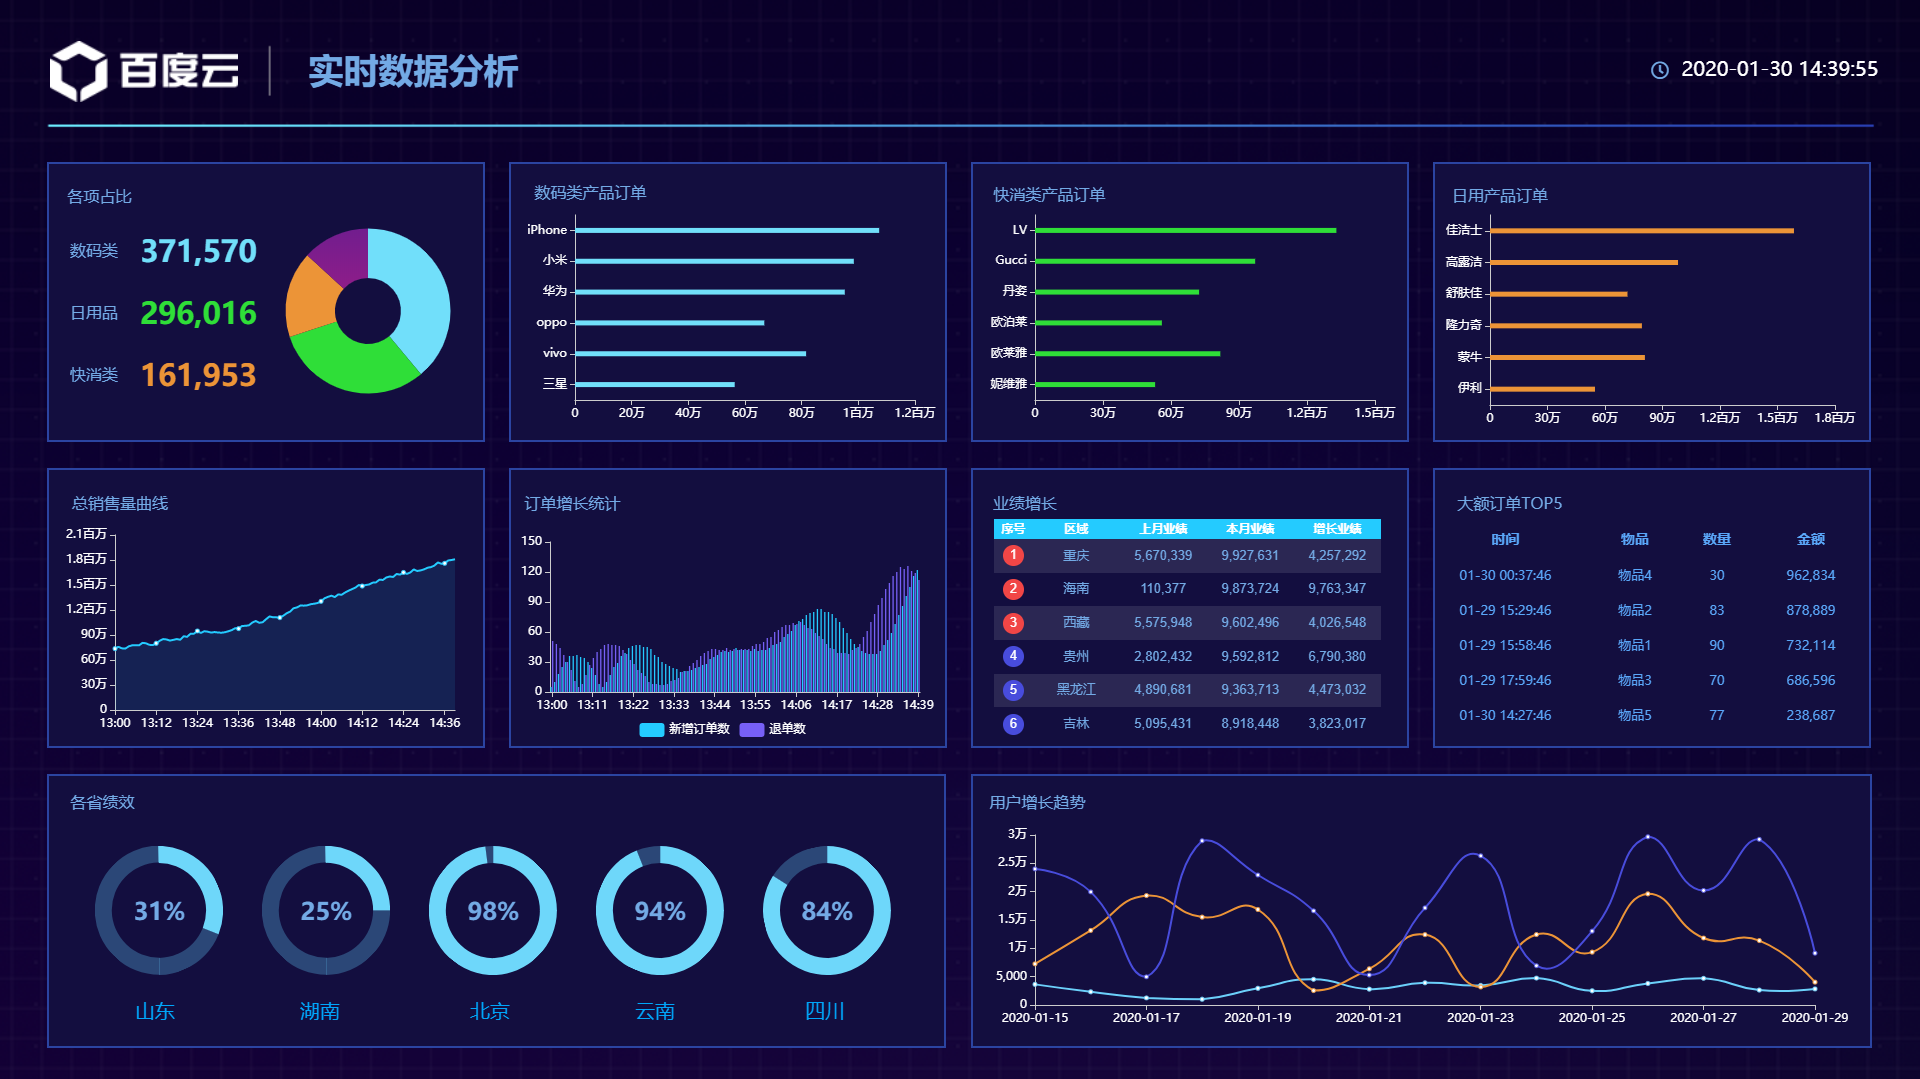 百度云
实时数据分析
2020-01-30 14:39:55
各项占比
数码类 371,570
日用品 296,016
快消类 161,953
数码类产品订单
iPhone
小米
华为
oppo
vivo
三星
0 20万 40万 60万 80万 1百万 1.2百万
快消类产品订单
LV
Gucci
丹姿
欧泊莱
欧莱雅
妮维雅
0 30万 60万 90万 1.2百万 1.5百万
日用产品订单
佳洁士
高露洁
舒肤佳
隆力奇
蒙牛
伊利
0 30万 60万 90万 1.2百万 1.5百万 1.8百万
总销售量曲线
2.1百万
1.8百万
1.5百万
1.2百万
90万
60万
30万
0
13:00 13:12 13:24 13:36 13:48 14:00 14:12 14:24 14:36
订单增长统计
150
120
90
60
30
0
13:00 13:11 13:22 13:33 13:44 13:55 14:06 14:17 14:28 14:39
新增订单数 退单数
业绩增长
序号 区域 上月业绩 本月业绩 增长业绩
1 重庆 5,670,339 9,927,631 4,257,292
2 海南 110,377 9,873,724 9,763,347
3 西藏 5,575,948 9,602,496 4,026,548
4 贵州 2,802,432 9,592,812 6,790,380
5 黑龙江 4,890,681 9,363,713 4,473,032
6 吉林 5,095,431 8,918,448 3,823,017
大额订单TOP5
时间 物品 数量 金额
01-30 00:37:46 物品4 30 962,834
01-29 15:29:46 物品2 83 878,889
01-29 15:58:46 物品1 90 732,114
01-29 17:59:46 物品3 70 686,596
01-30 14:27:46 物品5 77 238,687
各省绩效
31% 25% 98% 94% 84%
山东 湖南 北京 云南 四川
用户增长趋势
3万
2.5万
2万
1.5万
1万
5,000
0
2020-01-15 2020-01-17 2020-01-19 2020-01-21 2020-01-23 2020-01-25 2020-01-27 2020-01-29